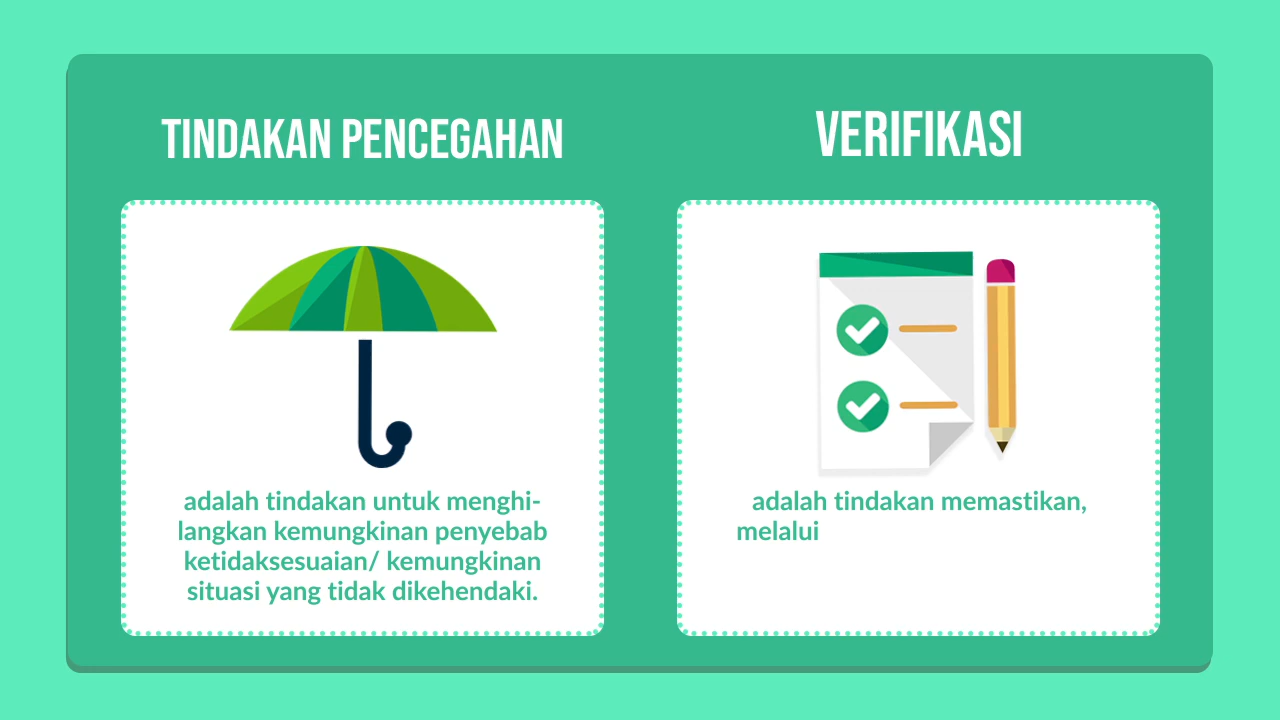 TINDAKAN PENCEGAHAN
adalah tindakan untuk menghi-
langkan kemungkinan penyebab
ketidaksesuaian/ kemungkinan
situasi yang tidak dikehendaki.
VERIFIKASI
adalah tindakan memastikan,
melalui